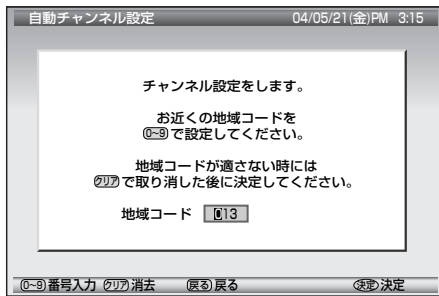 自動チャンネル設定 04/05/21(金)PM 3:15
チャンネル設定をします。
お近くの地域コードを
0~9で設定してください。
地域コードが適さない時には
クリアで取り消した後に決定してください。
地域コード 013
0~9番号入力 クリア消去 戻る戻る 決定決定